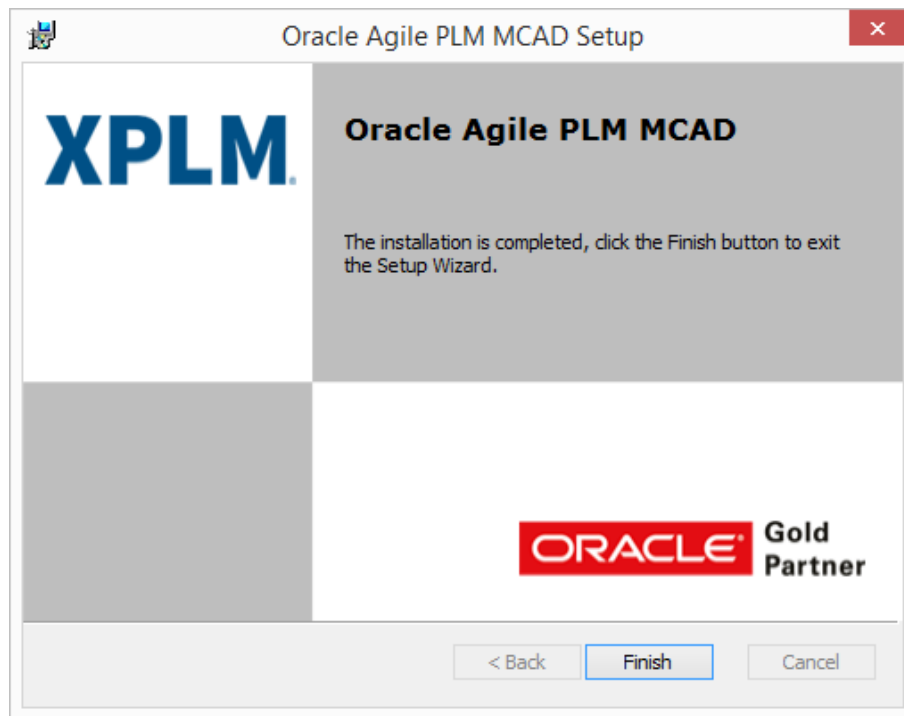 Oracle Agile PLM MCAD Setup
XPLM.
Oracle Agile PLM MCAD
The installation is completed, click the Finish button to exit
the Setup Wizard.
ORACLE
Gold
Partner
< Back
Finish
Cancel